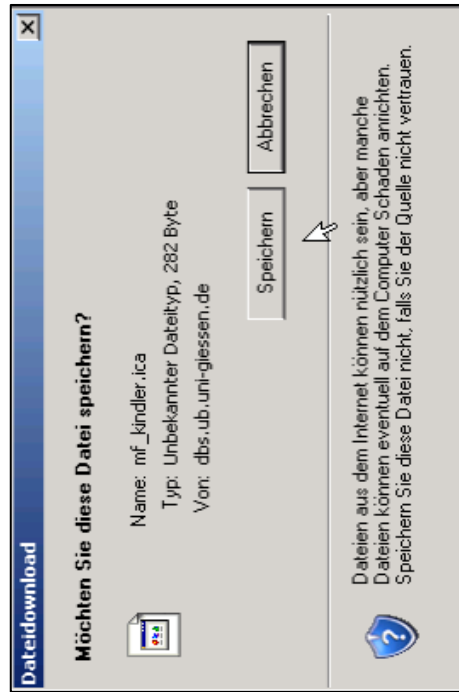 Dateidownload
Möchten Sie diese Datei speichern?
Name: mf_kindler.ica
Typ: Unbekannter Dateityp, 282 Byte
Von: dbs.ub.uni-giessen.de
Speichern
Abbrechen
Dateien aus dem Internet können nützlich sein, aber manche
Dateien können eventuell auf dem Computer Schaden anrichten.
Speichern Sie diese Datei nicht, falls Sie der Quelle nicht vertrauen.